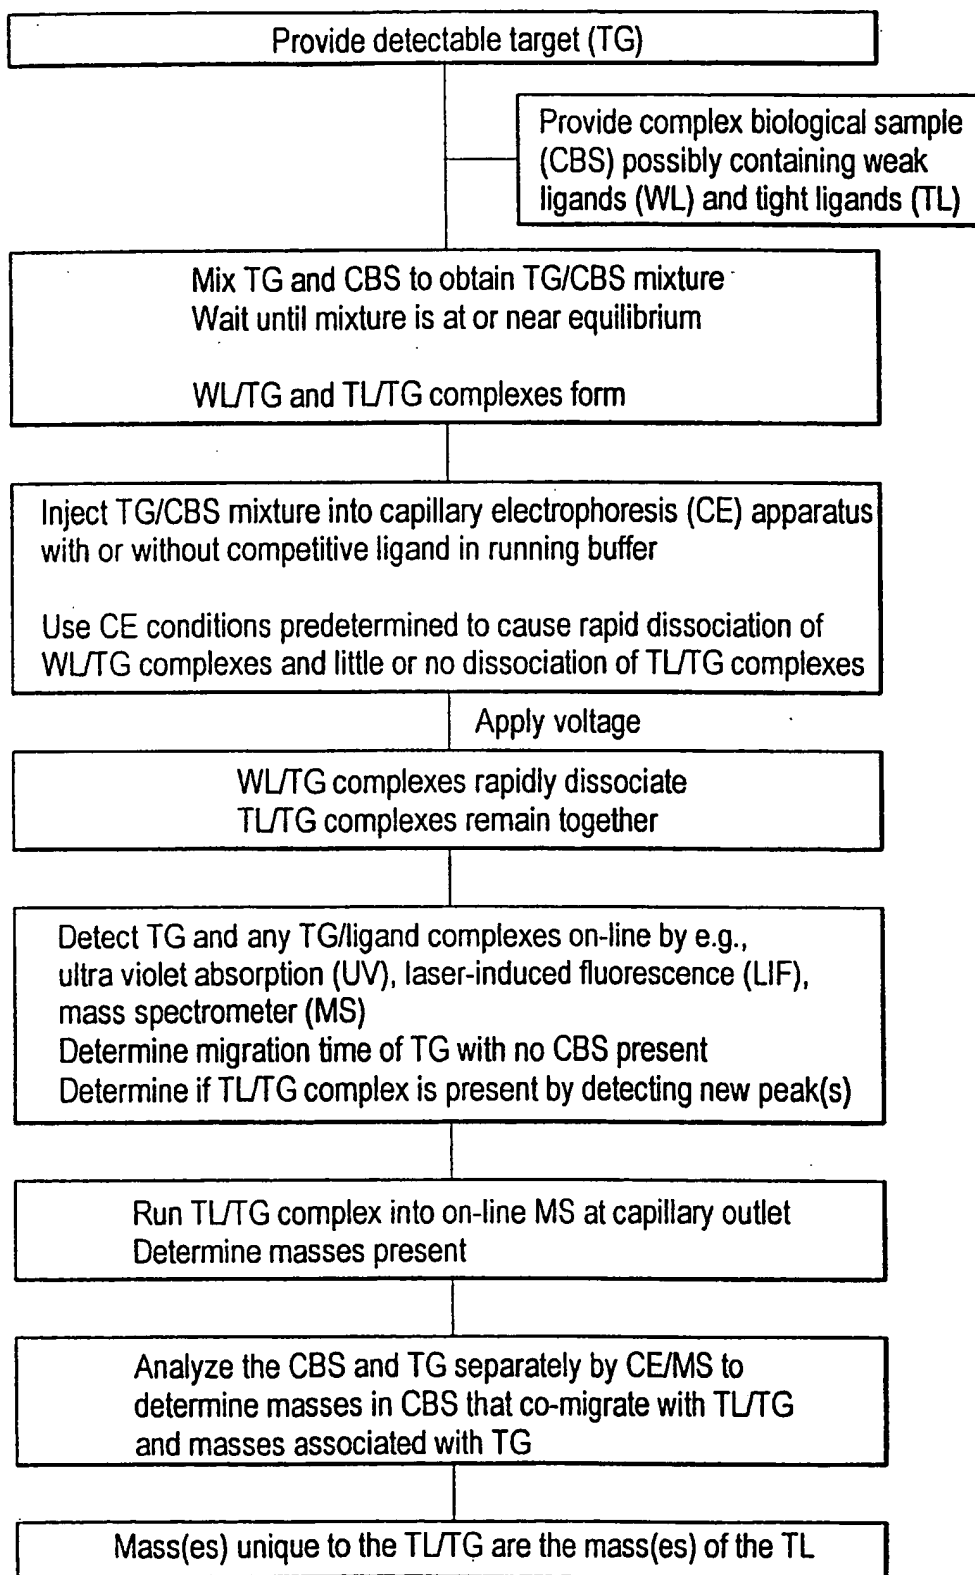 Provide detectable target (TG)
Provide complex biological sample
(CBS) possibly containing weak
ligands (WL) and tight ligands (TL)
Mix TG and CBS to obtain TG/CBS mixture
Wait until mixture is at or near equilibrium
WL/TG and TL/TG complexes form
Inject TG/CBS mixture into capillary electrophoresis (CE) apparatus
with or without competitive ligand in running buffer
Use CE conditions predetermined to cause rapid dissociation of
WL/TG complexes and little or no dissociation of TL/TG complexes
Apply voltage
WL/TG complexes rapidly dissociate
TL/TG complexes remain together
Detect TG and any TG/ligand complexes on-line by e.g.,
ultra violet absorption (UV), laser-induced fluorescence (LIF),
mass spectrometer (MS)
Determine migration time of TG with no CBS present
Determine if TL/TG complex is present by detecting new peak(s)
Run TL/TG complex into on-line MS at capillary outlet
Determine masses present
Analyze the CBS and TG separately by CE/MS to
determine masses in CBS that co-migrate with TL/TG
and masses associated with TG
Mass(es) unique to the TL/TG are the mass(es) of the TL